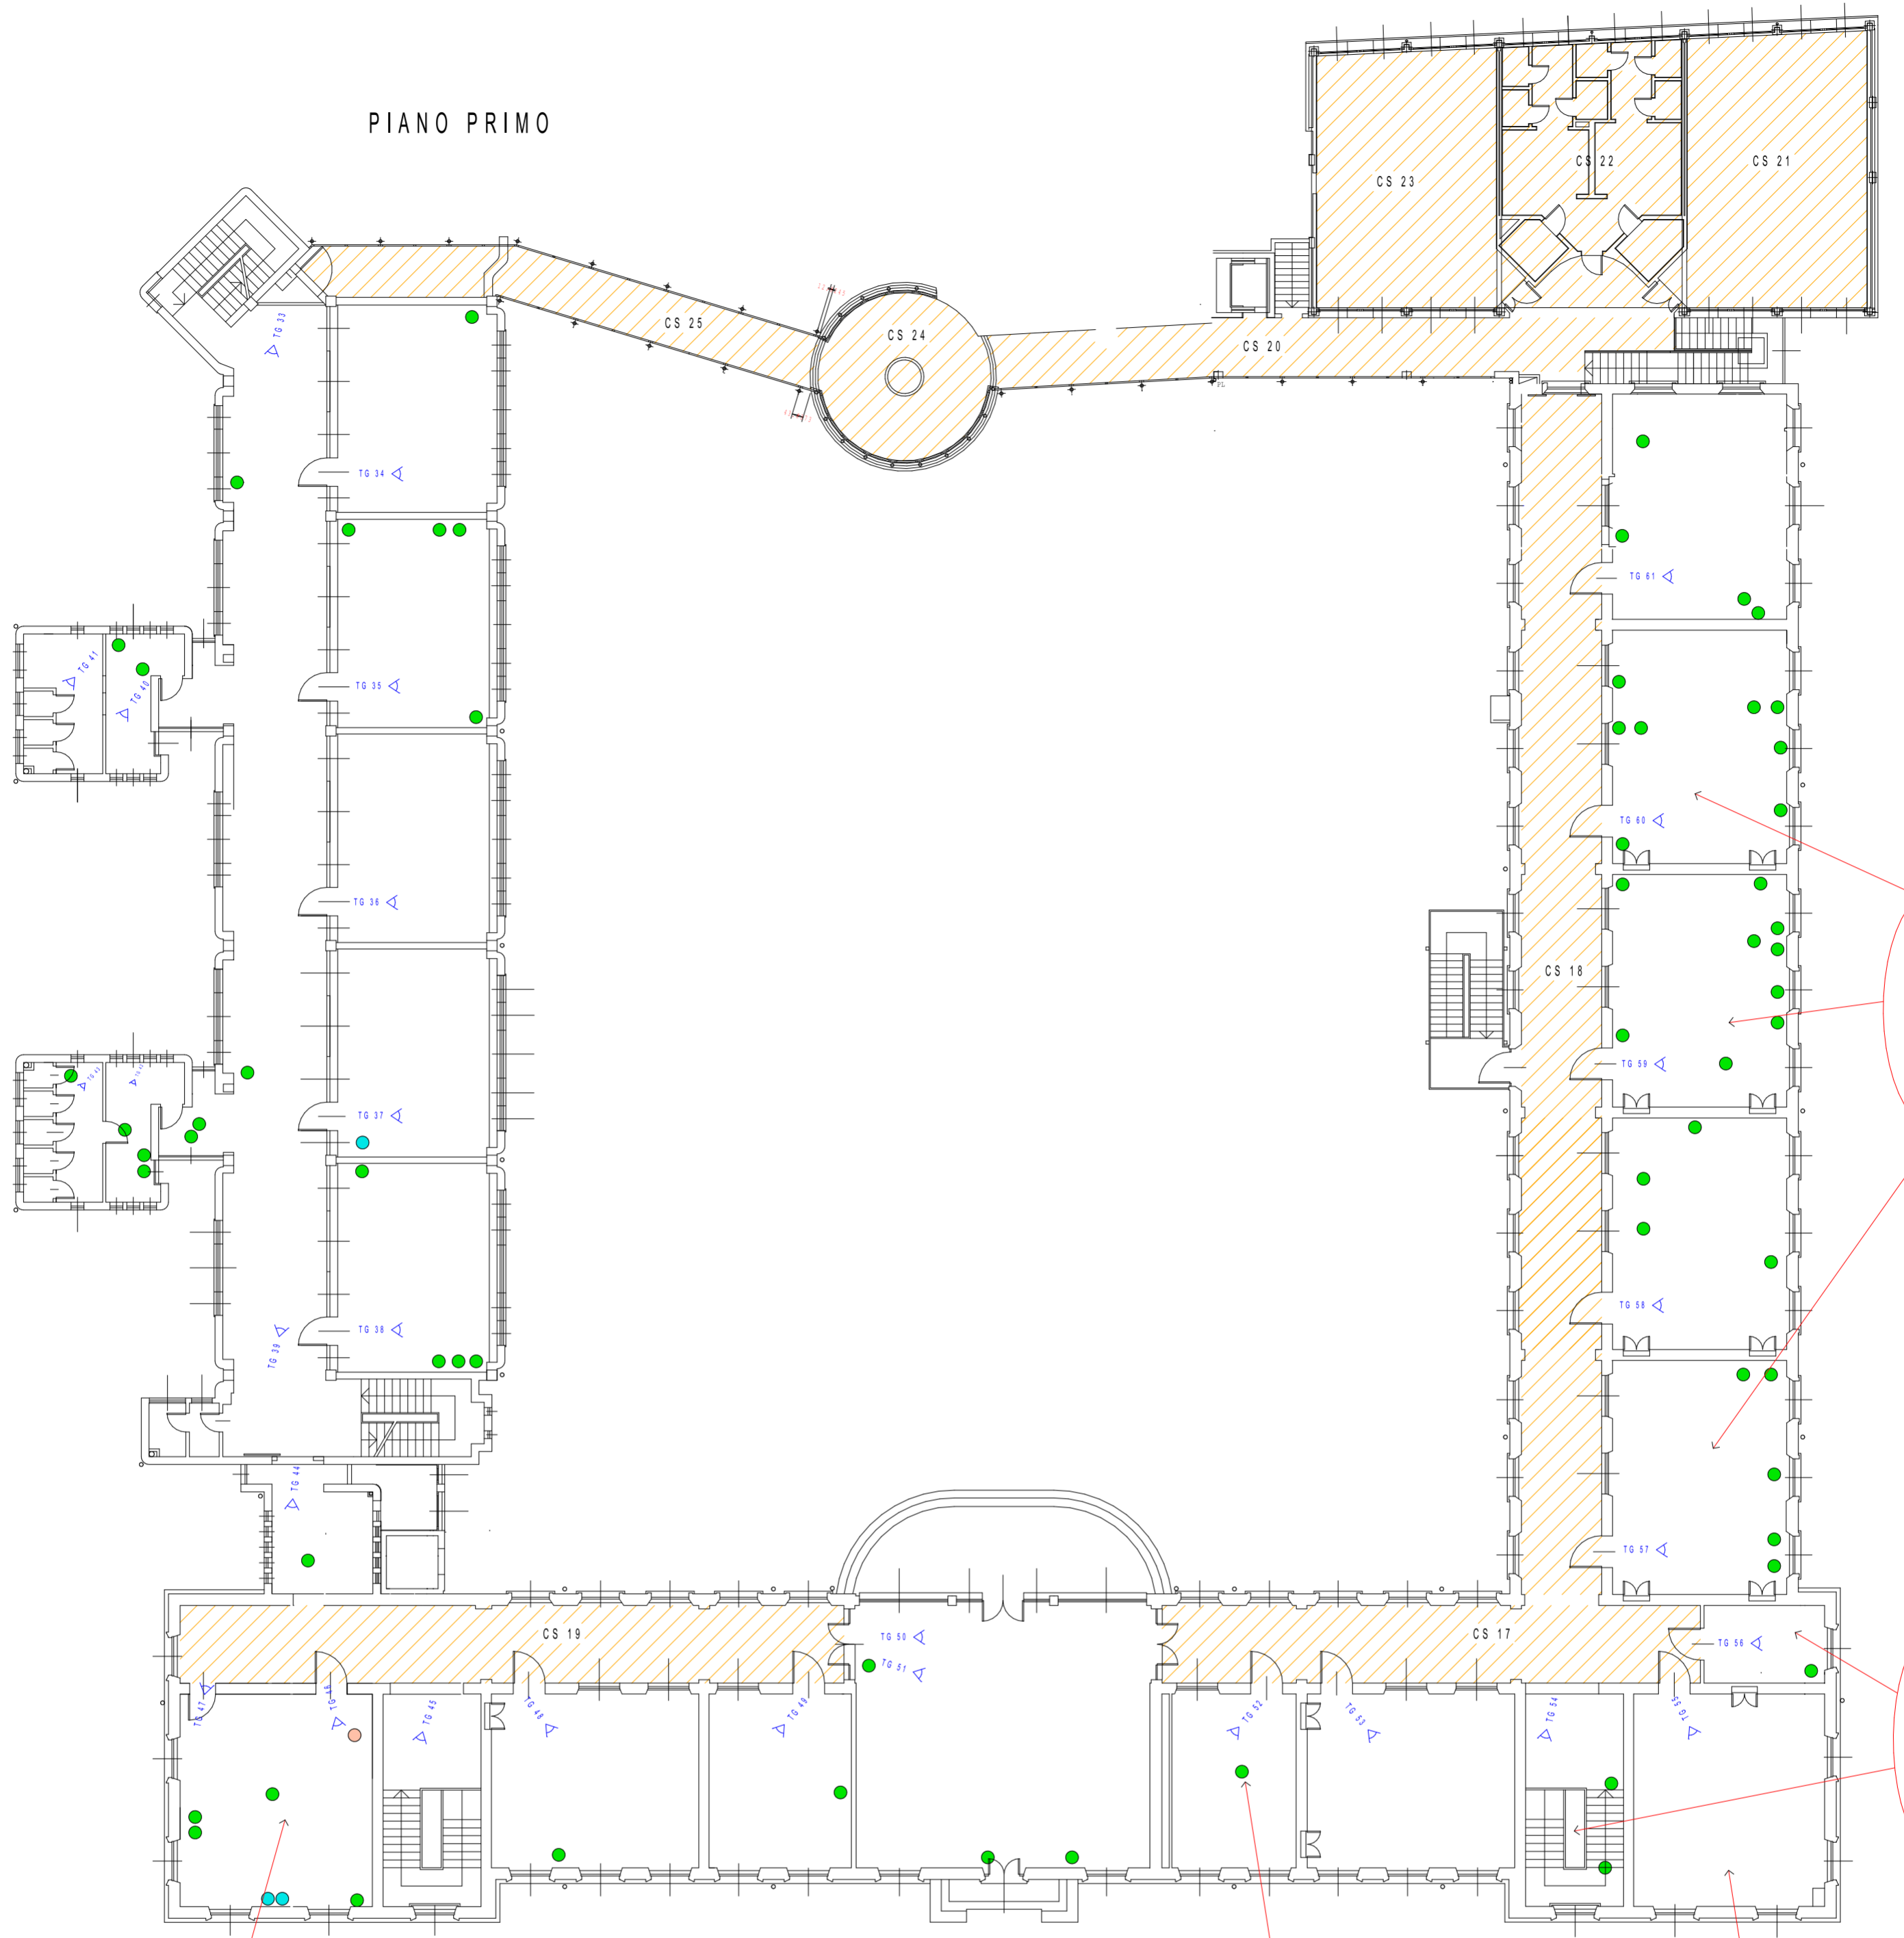 PIANO PRIMO
CS 23
CS 22
CS 21
TG 33
CS 25
CS 24
CS 20
PL
TG 34
TG 61
TG 41
TG 40
TG 35
TG 60
TG 36
CS 18
TG 59
TG 43
TG 37
TG 58
TG 38
TG 39
TG 44
TG 57
CS 19
TG 50
TG 51
CS 17
TG 56
TG 47
TG 46
TG 45
TG 48
TG 49
TG 52
TG 53
TG 54
TG 55